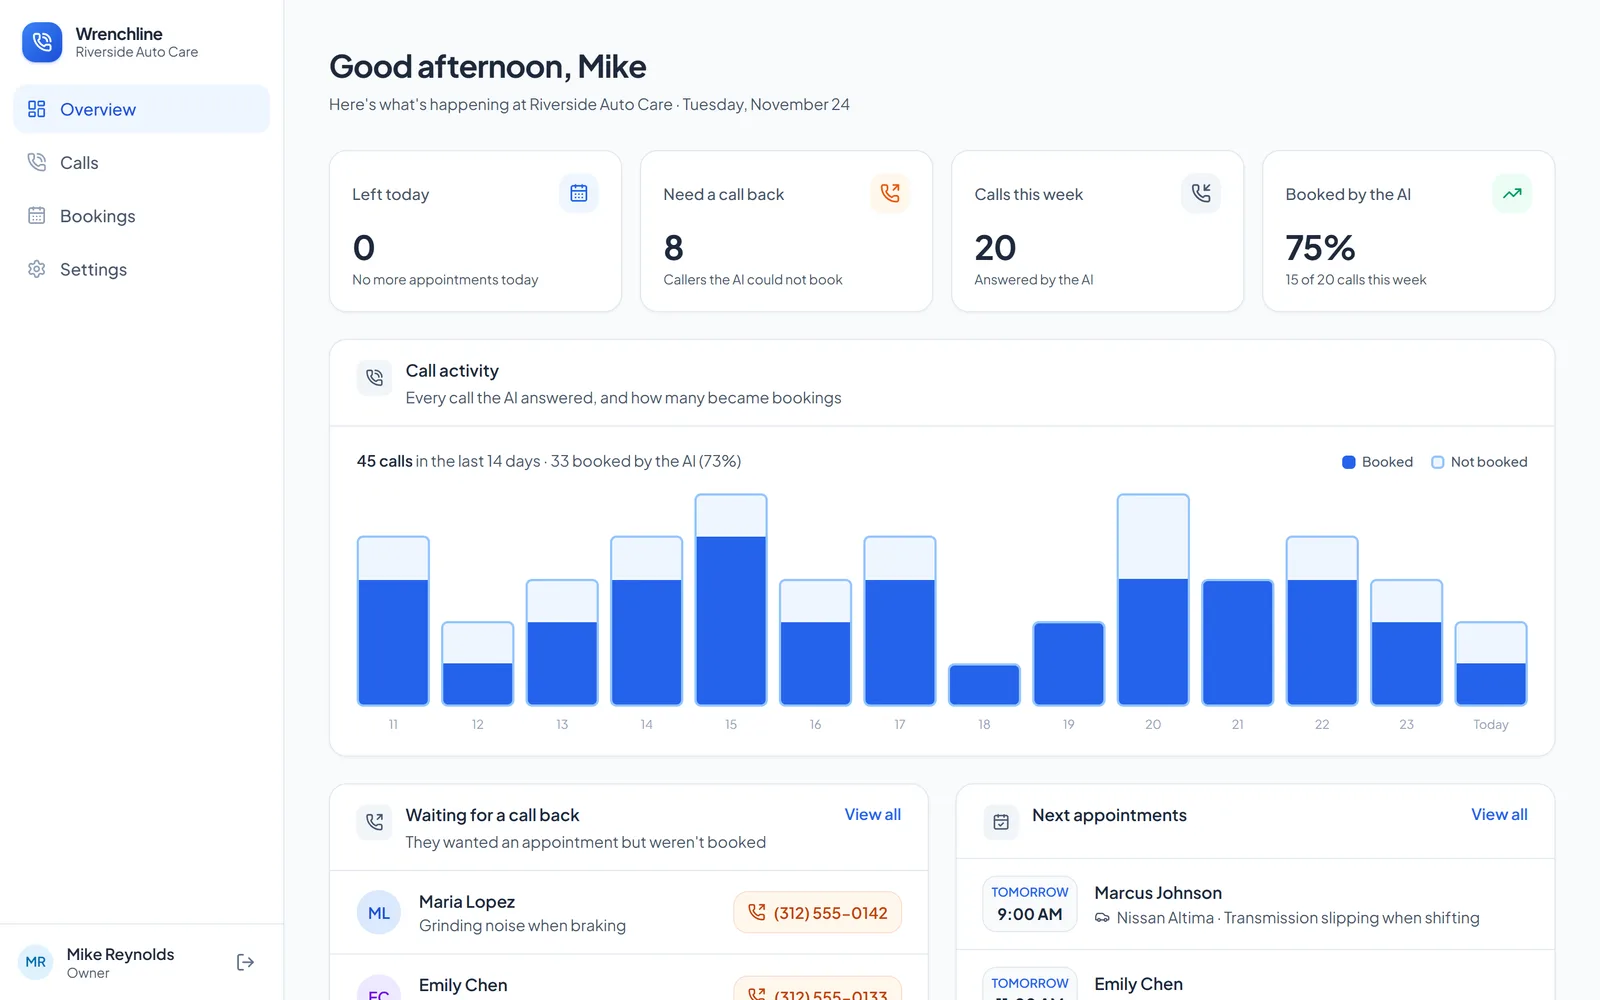 Wrenchline
Riverside Auto Care
Overview
Calls
Bookings
Settings
Mike Reynolds
MR
Owner
Good afternoon, Mike
Here's what's happening at Riverside Auto Care · Tuesday, November 24
Left today
0
No more appointments today
Need a call back
8
Callers the AI could not book
Calls this week
20
Answered by the AI
Booked by the AI
75%
15 of 20 calls this week
Call activity
Every call the AI answered, and how many became bookings
45 calls in the last 14 days · 33 booked by the AI (73%)
Booked
Not booked
11 12 13 14 15 16 17 18 19 20 21 22 23 Today
Waiting for a call back
View all
They wanted an appointment but weren't booked
ML
Maria Lopez
Grinding noise when braking
(312) 555-0142
EC
Emily Chen
(312) 555-0133
Next appointments
View all
TOMORROW
9:00 AM
Marcus Johnson
Nissan Altima · Transmission slipping when shifting
TOMORROW
Emily Chen